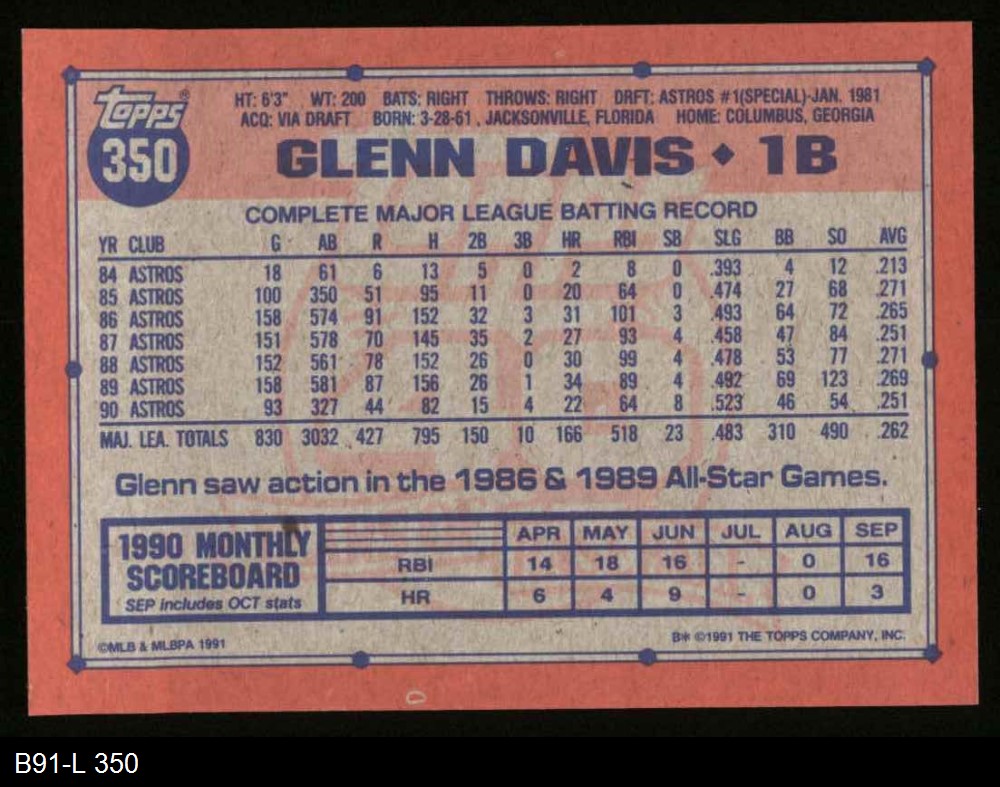 topps®
350
HT: 6'3" WT: 200 BATS: RIGHT THROWS: RIGHT DRFT: ASTROS #1(SPECIAL)-JAN. 1981
ACQ: VIA DRAFT BORN: 3-28-61, JACKSONVILLE, FLORIDA HOME: COLUMBUS, GEORGIA
GLENN DAVIS ♦ 1B
COMPLETE MAJOR LEAGUE BATTING RECORD
YR CLUB G AB R H 2B 3B HR RBI SB SLG BB SO AVG
84 ASTROS 18 61 6 13 5 0 2 8 0 .393 4 12 .213
85 ASTROS 100 350 51 95 11 0 20 64 0 .474 27 68 .271
86 ASTROS 158 574 91 152 32 3 31 101 3 .493 64 72 .265
87 ASTROS 151 578 70 145 35 2 27 93 4 .458 47 84 .251
88 ASTROS 152 561 78 152 26 0 30 99 4 .478 53 77 .271
89 ASTROS 158 581 87 156 26 1 34 89 4 .492 69 123 .269
90 ASTROS 93 327 44 82 15 4 22 64 8 .523 46 54 .251
MAJ. LEA. TOTALS 830 3032 427 795 150 10 166 518 23 .483 310 490 .262
Glenn saw action in the 1986 & 1989 All-Star Games.
1990 MONTHLY
SCOREBOARD
SEP includes OCT stats
APR MAY JUN JUL AUG SEP
RBI 14 18 16 - 0 16
HR 6 4 9 - 0 3
©MLB & MLBPA 1991
B* ©1991 THE TOPPS COMPANY, INC.
B91-L 350